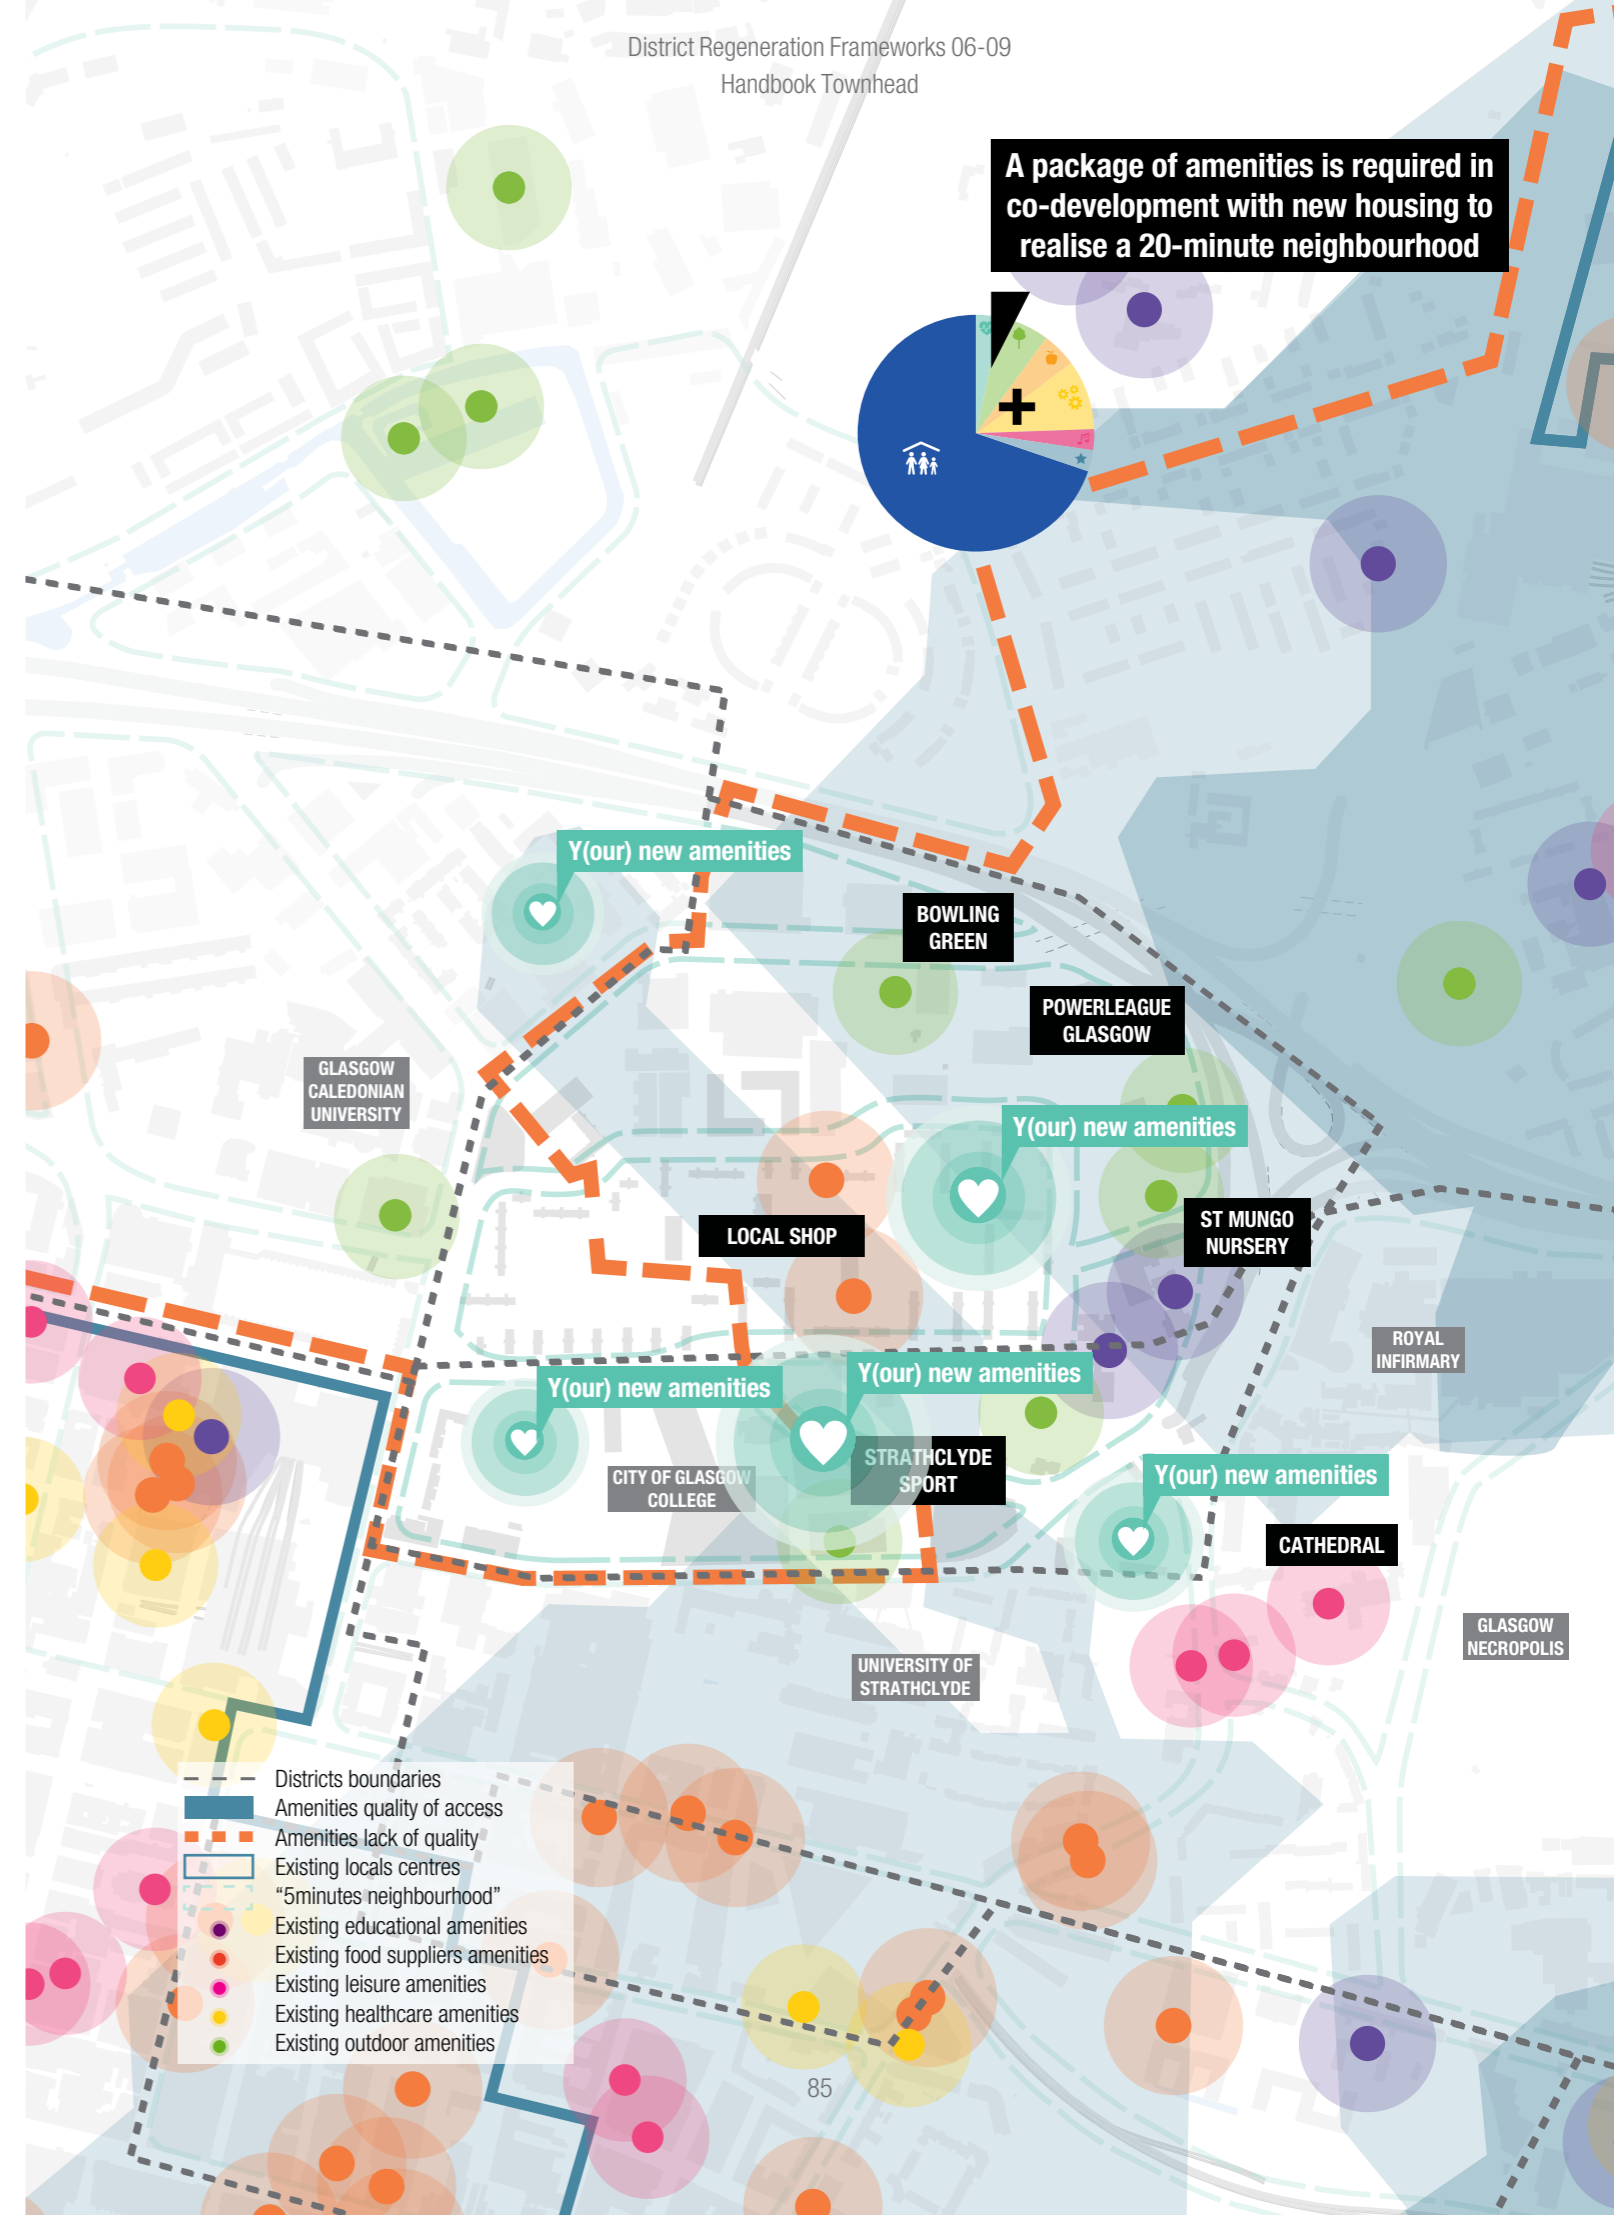 District Regeneration Frameworks 06-09
Handbook Townhead
A package of amenities is required in
co-development with new housing to
realise a 20-minute neighbourhood
Y(our) new amenities
BOWLING
GREEN
POWERLEAGUE
GLASGOW
GLASGOW
CALEDONIAN
UNIVERSITY
Y(our) new amenities
ST MUNGO
NURSERY
LOCAL SHOP
ROYAL
INFIRMARY
Y(our) new amenities
Y(our) new amenities
STRATHCLYDE
SPORT
CITY OF GLASGOW
COLLEGE
Y(our) new amenities
CATHEDRAL
GLASGOW
NECROPOLIS
UNIVERSITY OF
STRATHCLYDE
Districts boundaries
Amenities quality of access
Amenities lack of quality
Existing locals centres
“5minutes neighbourhood”
Existing educational amenities
Existing food suppliers amenities
Existing leisure amenities
Existing healthcare amenities
Existing outdoor amenities
85